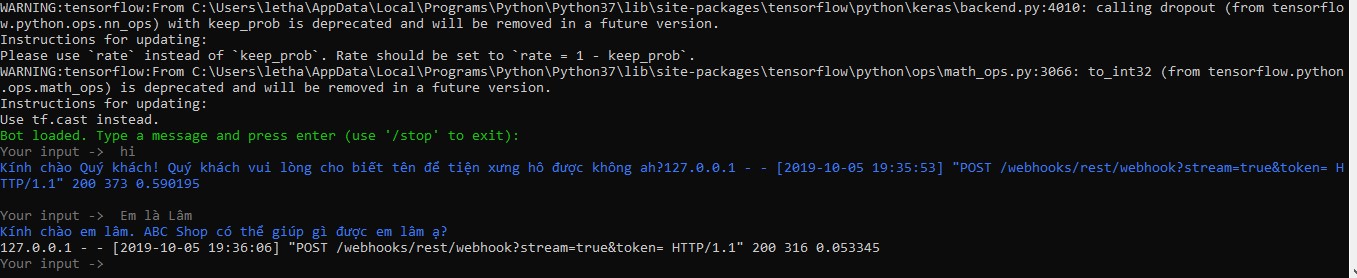 WARNING:tensorflow:From C:\Users\letha\AppData\Local\Programs\Python\Python37\lib\site-packages\tensorflow\python\keras\backend.py:4010: calling dropout (from tensorflo
w.python.ops.nn_ops) with keep_prob is deprecated and will be removed in a future version.
Instructions for updating:
Please use `rate` instead of `keep_prob`. Rate should be set to `rate = 1 - keep_prob`.
WARNING:tensorflow:From C:\Users\letha\AppData\Local\Programs\Python\Python37\lib\site-packages\tensorflow\python\ops\math_ops.py:3066: to_int32 (from tensorflow.python
.ops.math_ops) is deprecated and will be removed in a future version.
Instructions for updating:
Use tf.cast instead.
Bot loaded. Type a message and press enter (use '/stop' to exit):
Your input ->  hi
Kính chào Quý khách! Quý khách vui lòng cho biết tên để tiện xưng hô được không ah?127.0.0.1 - - [2019-10-05 19:35:53] "POST /webhooks/rest/webhook?stream=true&token= H
TTP/1.1" 200 373 0.590195
Your input ->  Em là Lâm
Kính chào em lâm. ABC Shop có thể giúp gì được em lâm ạ?
127.0.0.1 - - [2019-10-05 19:36:06] "POST /webhooks/rest/webhook?stream=true&token= HTTP/1.1" 200 316 0.053345
Your input ->